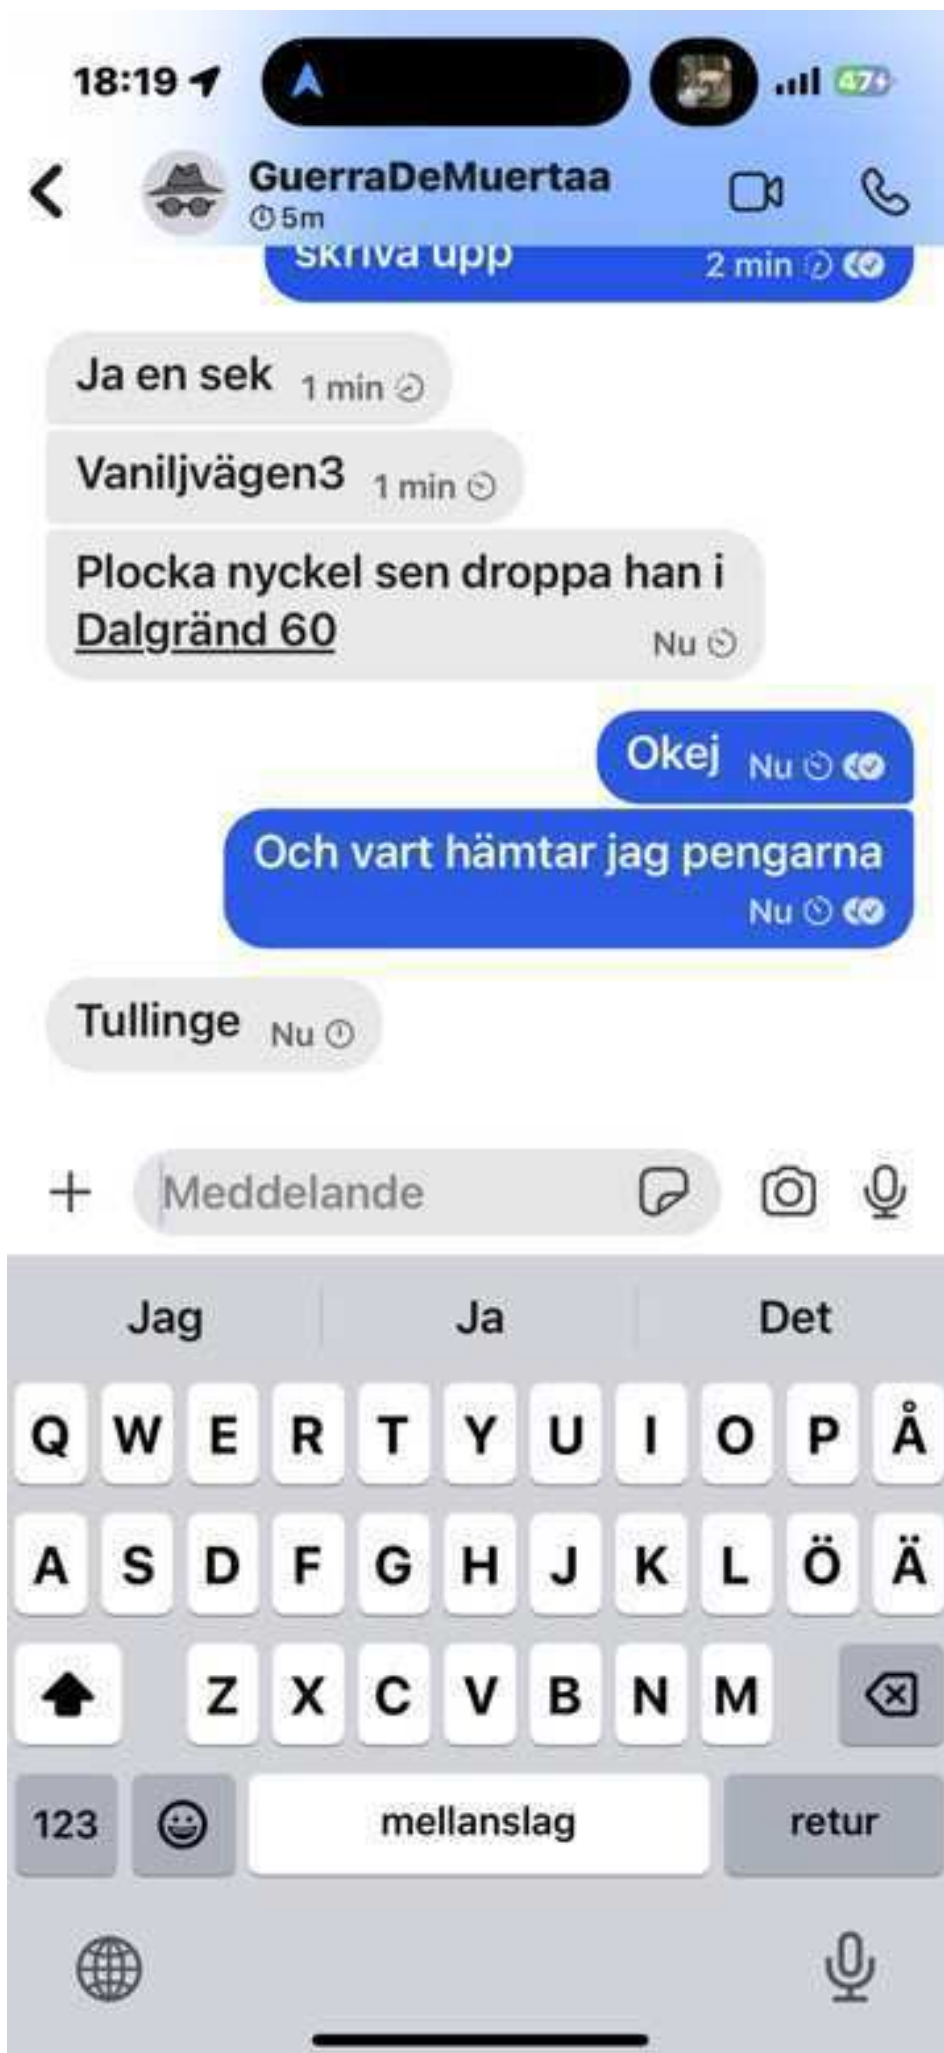 18:19
47
GuerraDeMuertaa
5m
skriva upp
2 min
Ja en sek 1 min
Vaniljvägen3 1 min
Plocka nyckel sen droppa han i
Dalgränd 60 Nu
Okej Nu
Och vart hämtar jag pengarna
Nu
Tullinge Nu
Meddelande
Jag Ja Det
Q W E R T Y U I O P Å
A S D F G H J K L Ö Ä
Z X C V B N M
123 mellanslag retur